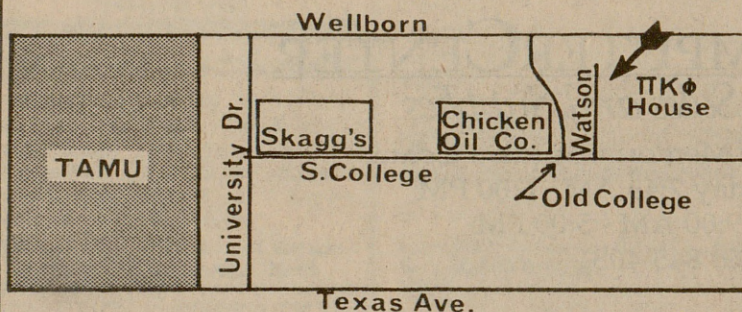 Wellborn
TAMU
University Dr.
Skagg's
Chicken
Oil Co.
Watson
ΠΚΦ
House
S.College
Old College
Texas Ave.